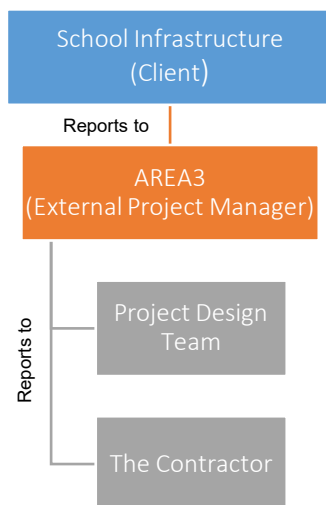 School Infrastructure
(Client)
Reports to
AREA3
(External Project Manager)
Reports to
Project Design
Team
The Contractor